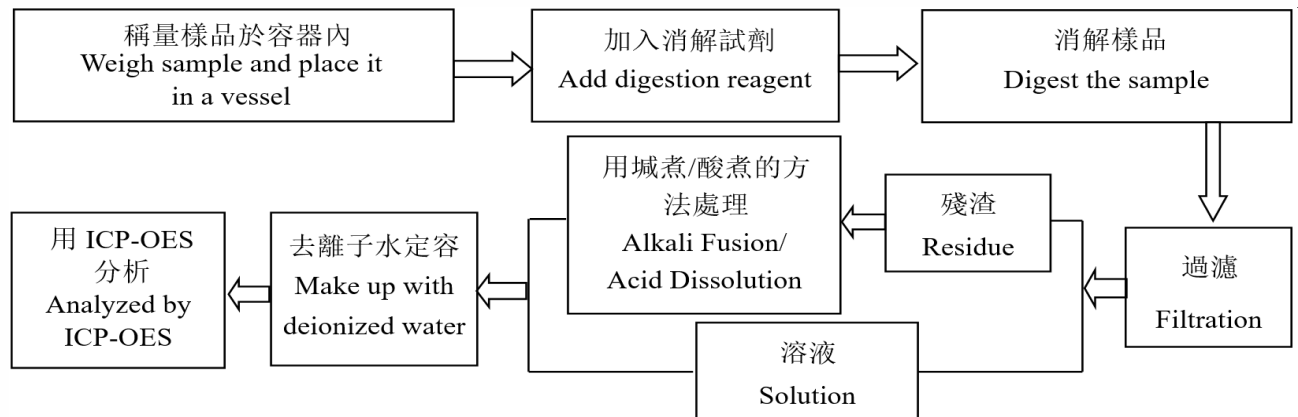 稱量樣品於容器內
Weigh sample and place it
in a vessel
加入消解試劑
Add digestion reagent
消解樣品
Digest the sample
過濾
Filtration
殘渣
Residue
溶液
Solution
用堿煮/酸煮的方
法處理
Alkali Fusion/
Acid Dissolution
去離子水定容
Make up with
deionized water
用 ICP-OES
分析
Analyzed by
ICP-OES